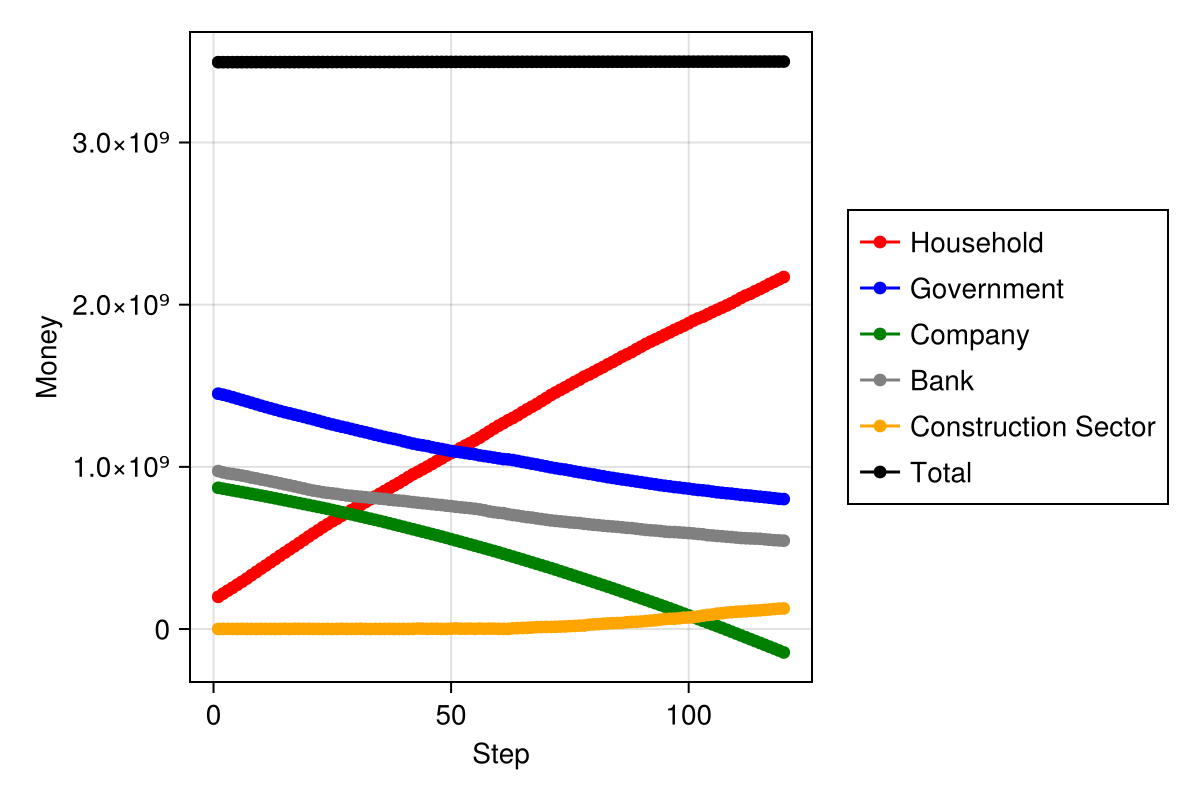 Money
3.0×10⁹
2.0×10⁹
1.0×10⁹
0
0
50
100
Step
Household
Government
Company
Bank
Construction Sector
Total